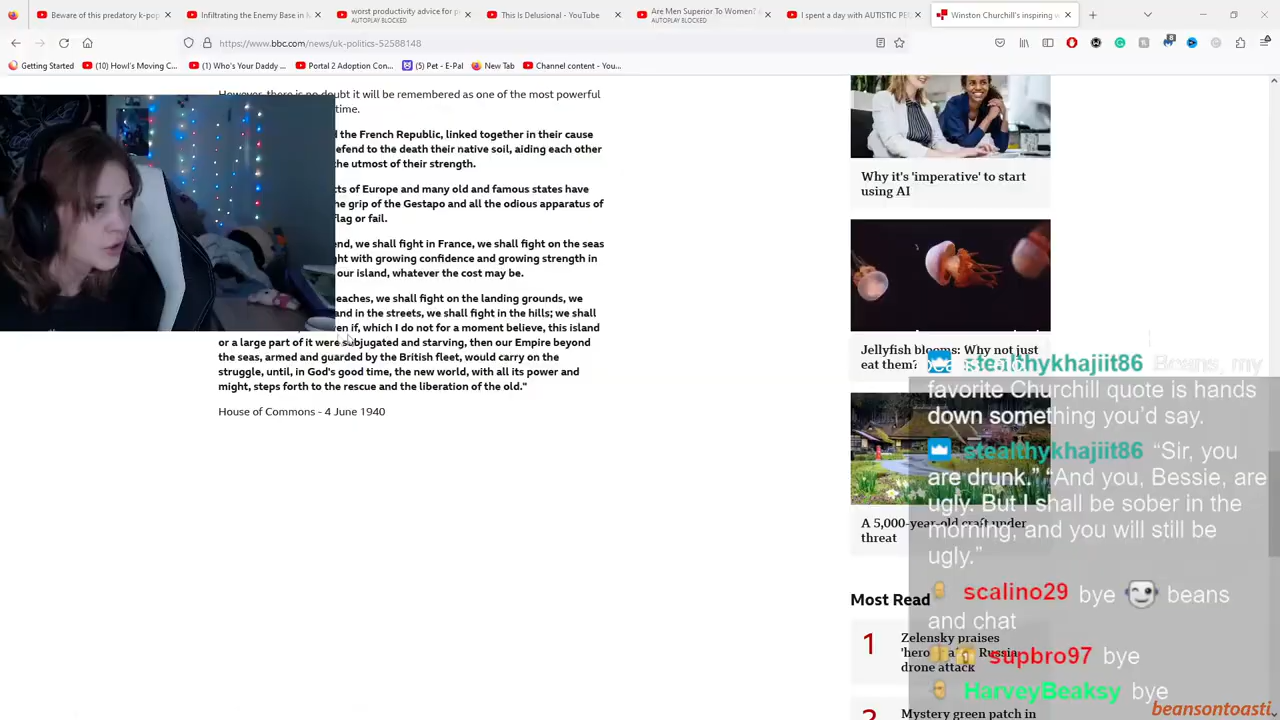 Beware of this predatory k-pop
Infiltrating the Enemy Base in M
worst productivity advice for p
AUTOPLAY BLOCKED
This Is Delusional - YouTube
Are Men Superior To Women?
AUTOPLAY BLOCKED
I spent a day with AUTISTIC PE
Winston Churchill's inspiring w
https://www.bbc.com/news/uk-politics-52588148
Getting Started
(10) Howl's Moving C...
(1) Who's Your Daddy ...
Portal 2 Adoption Con...
(5) Pet - E-Pal
New Tab
Channel content - You...
However, there is no doubt it will be remembered as one of the most powerful
time.
d the French Republic, linked together in their cause
efend to the death their native soil, aiding each other
the utmost of their strength.
cts of Europe and many old and famous states have
the grip of the Gestapo and all the odious apparatus of
flag or fail.
end, we shall fight in France, we shall fight on the seas
ght with growing confidence and growing strength in
our island, whatever the cost may be.
eaches, we shall fight on the landing grounds, we
and in the streets, we shall fight in the hills; we shall
en if, which I do not for a moment believe, this island
or a large part of it were subjugated and starving, then our Empire beyond
the seas, armed and guarded by the British fleet, would carry on the
struggle, until, in God's good time, the new world, with all its power and
might, steps forth to the rescue and the liberation of the old."
House of Commons - 4 June 1940
Why it's 'imperative' to start
using AI
Jellyfish blooms: Why not just
eat them?
A 5,000-year-old craft under
threat
Most Read
1
Zelensky praises
'hero Russia
drone attack
2
Mystery green patch in
stealthykhajiit86 Beans, my
favorite Churchill quote is hands
down something you'd say.
stealthykhajiit86 "Sir, you
are drunk." "And you, Bessie, are
ugly. But I shall be sober in the
morning, and you will still be
ugly."
scalino29 bye beans
and chat
supbro97 bye
HarveyBeaksy bye
beansontoasti